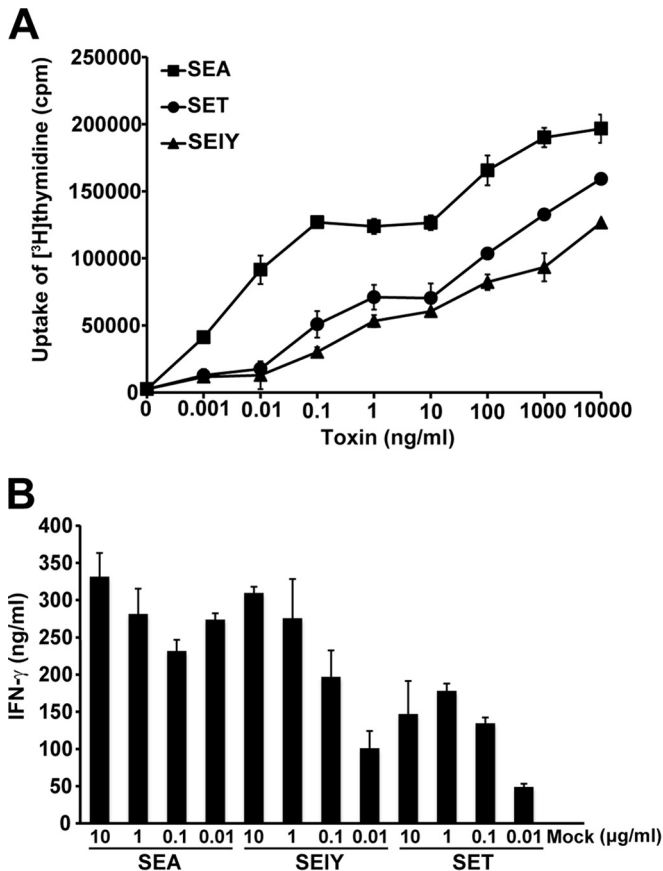 A
Uptake of [³H]thymidine (cpm)
250000
200000
150000
100000
50000
0
SEA
SET
SElY
0 0.001 0.01 0.1 1 10 100 1000 10000
Toxin (ng/ml)
B
IFN-γ (ng/ml)
400
350
300
250
200
150
100
50
0
10 1 0.1 0.01 10 1 0.1 0.01 10 1 0.1 0.01 Mock (μg/ml)
SEA SElY SET